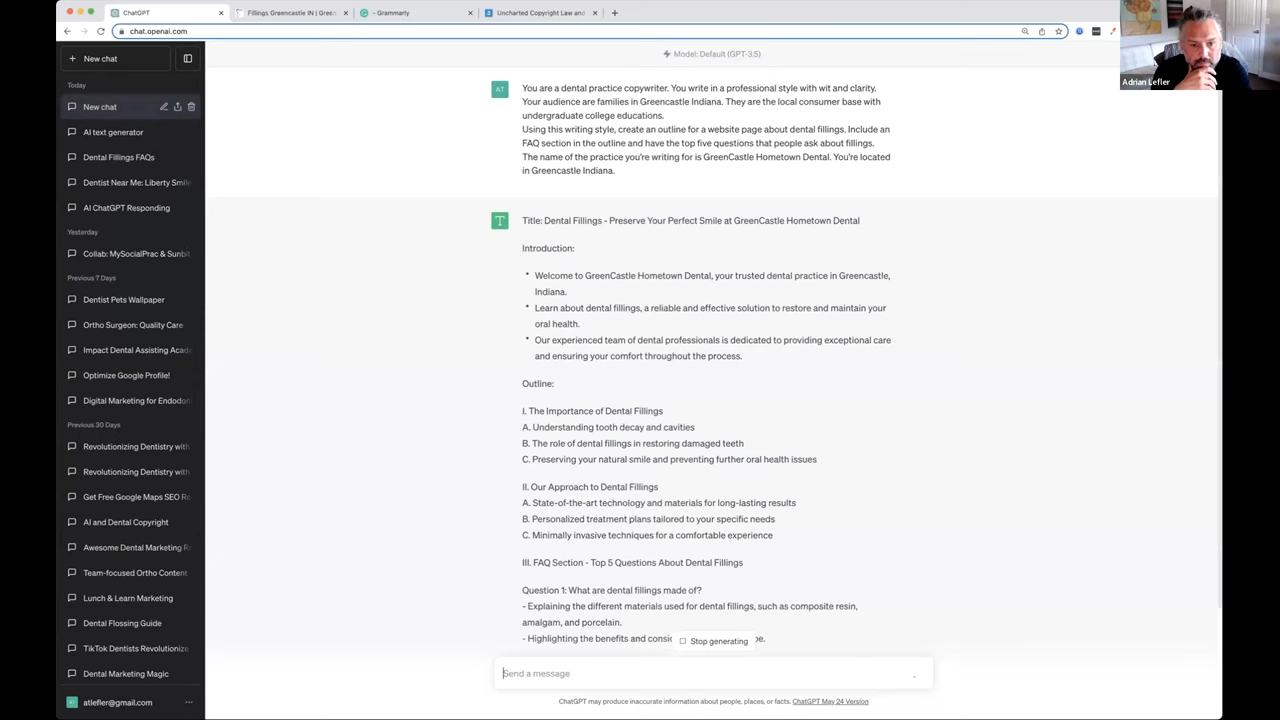 ChatGPT
Fillings Greencastle IN | Green
- Grammarly
Uncharted Copyright Law and
chat.openai.com
Adrian Lefler
New chat
Today
New chat
AI text generator
Dental Fillings FAQs
Dentist Near Me: Liberty Smile
AI ChatGPT Responding
Yesterday
Collab: MySocialPrac & Sunbit
Previous 7 Days
Dentist Pets Wallpaper
Ortho Surgeon: Quality Care
Impact Dental Assisting Acad
Optimize Google Profile!
Digital Marketing for Endodon
Previous 30 Days
Revolutionizing Dentistry with
Revolutionizing Dentistry with
Get Free Google Maps SEO Ro
AI and Dental Copyright
Awesome Dental Marketing R
Team-focused Ortho Content
Lunch & Learn Marketing
Dental Flossing Guide
TikTok Dentists Revolutionize
Dental Marketing Magic
atlefler@gmail.com
Model: Default (GPT-3.5)
AT
You are a dental practice copywriter. You write in a professional style with wit and clarity.
Your audience are families in Greencastle Indiana. They are the local consumer base with
undergraduate college educations.
Using this writing style, create an outline for a website page about dental fillings. Include an
FAQ section in the outline and have the top five questions that people ask about fillings.
The name of the practice you're writing for is GreenCastle Hometown Dental. You're located
in Greencastle Indiana.
T
Title: Dental Fillings - Preserve Your Perfect Smile at GreenCastle Hometown Dental
Introduction:
• Welcome to GreenCastle Hometown Dental, your trusted dental practice in Greencastle,
Indiana.
• Learn about dental fillings, a reliable and effective solution to restore and maintain your
oral health.
• Our experienced team of dental professionals is dedicated to providing exceptional care
and ensuring your comfort throughout the process.
Outline:
I. The Importance of Dental Fillings
A. Understanding tooth decay and cavities
B. The role of dental fillings in restoring damaged teeth
C. Preserving your natural smile and preventing further oral health issues
II. Our Approach to Dental Fillings
A. State-of-the-art technology and materials for long-lasting results
B. Personalized treatment plans tailored to your specific needs
C. Minimally invasive techniques for a comfortable experience
III. FAQ Section - Top 5 Questions About Dental Fillings
Question 1: What are dental fillings made of?
- Explaining the different materials used for dental fillings, such as composite resin,
amalgam, and porcelain.
- Highlighting the benefits and
Stop generating
Send a message
ChatGPT may produce inaccurate information about people, places, or facts. ChatGPT May 24 Version